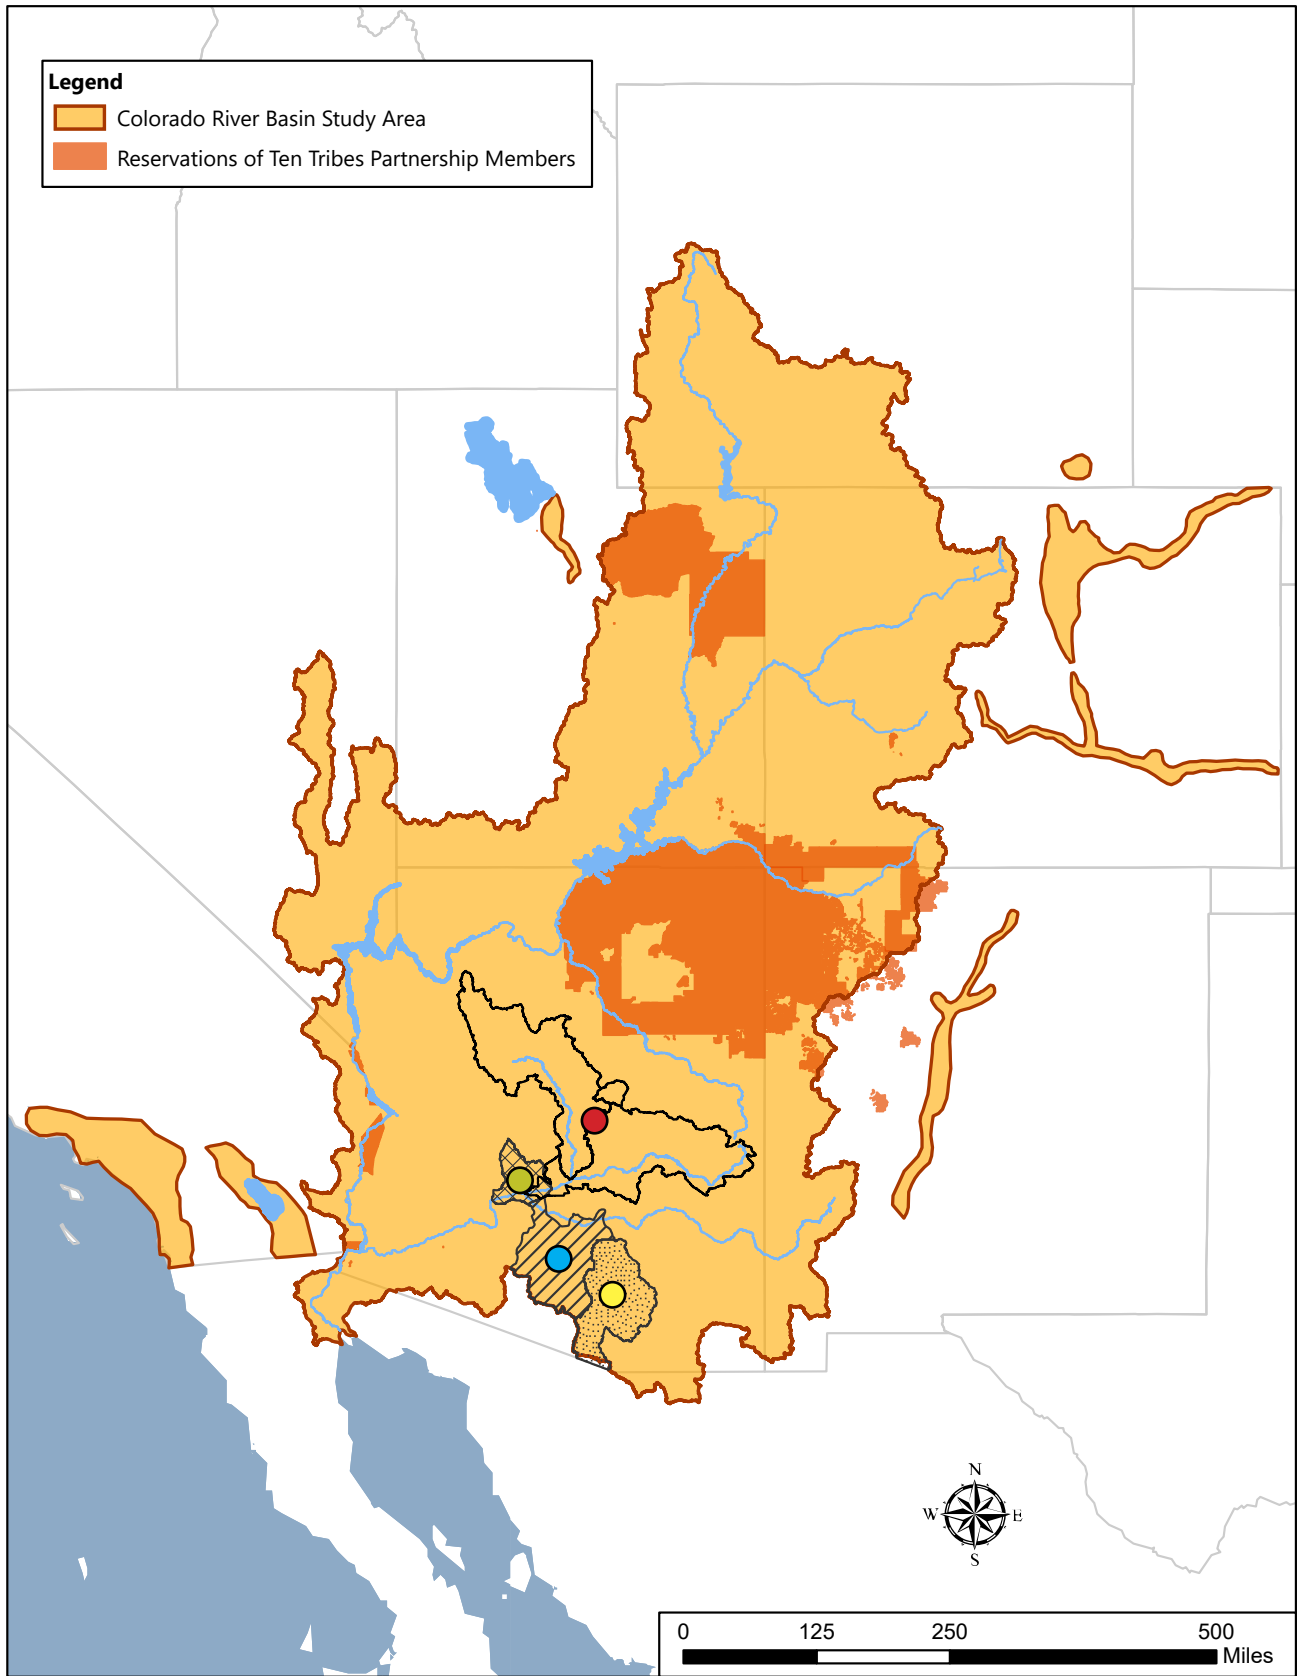 Legend
Colorado River Basin Study Area
Reservations of Ten Tribes Partnership Members
N
W E
S
0 125 250 500
Miles